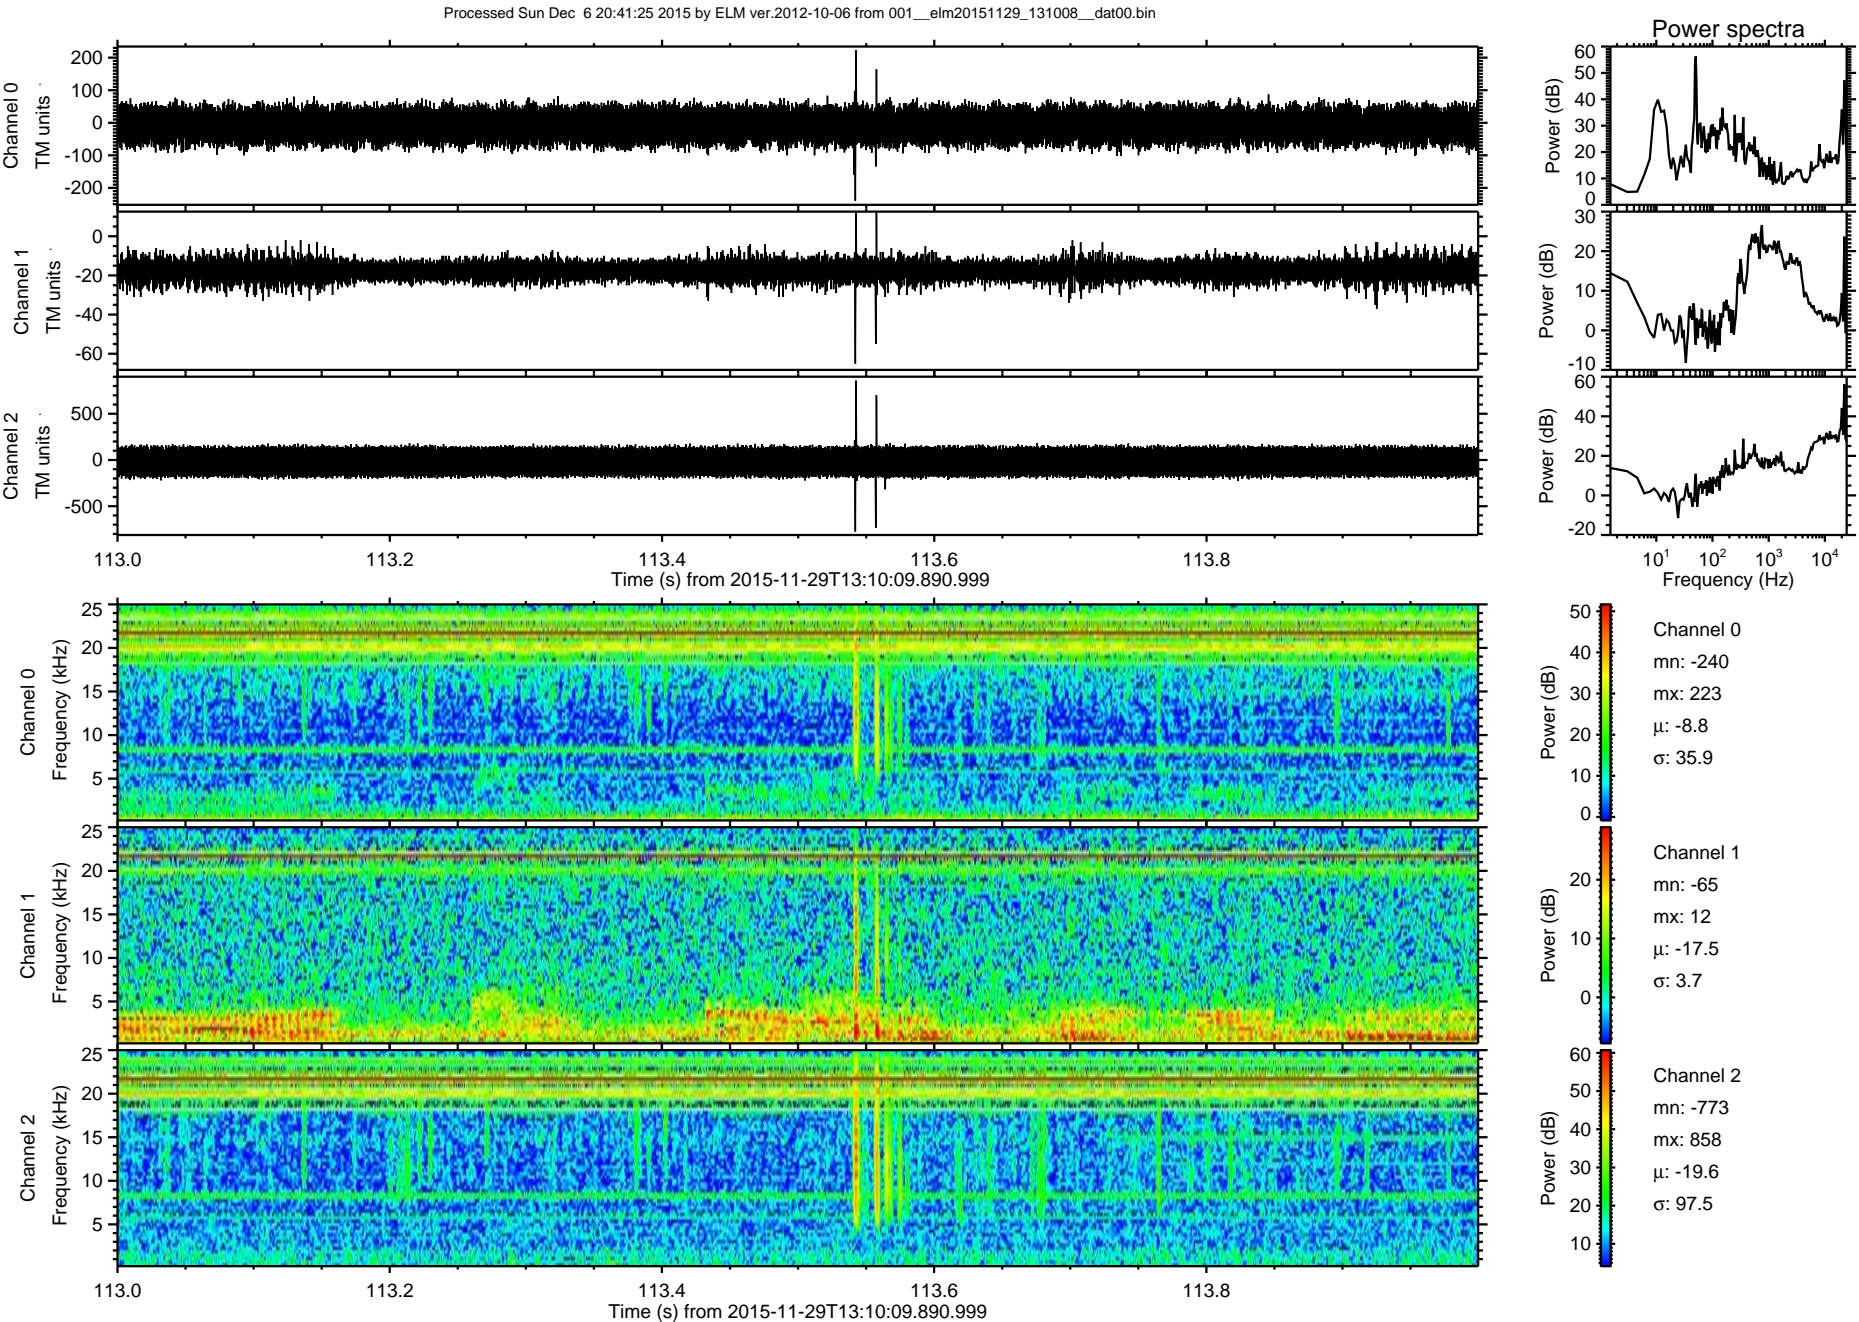 Processed Sun Dec  6 20:41:25 2015 by ELM ver.2012-10-06 from 001__elm20151129_131008__dat00.bin
Power spectra
Channel 0
TM units
200
100
0
-100
-200
Power (dB)
60
50
40
30
20
10
0
Channel 1
TM units
0
-20
-40
-60
Power (dB)
30
20
10
0
-10
Channel 2
TM units
500
0
-500
Power (dB)
60
40
20
0
-20
113.0 113.2 113.4 113.6 113.8
Time (s) from 2015-11-29T13:10:09.890.999
10^1 10^2 10^3 10^4
Frequency (Hz)
Channel 0
Frequency (kHz)
25
20
15
10
5
Power (dB)
50
40
30
20
10
0
Channel 0
mn: -240
mx: 223
μ: -8.8
σ: 35.9
Channel 1
Frequency (kHz)
25
20
15
10
5
Power (dB)
20
10
0
Channel 1
mn: -65
mx: 12
μ: -17.5
σ: 3.7
Channel 2
Frequency (kHz)
25
20
15
10
5
Power (dB)
60
50
40
30
20
10
Channel 2
mn: -773
mx: 858
μ: -19.6
σ: 97.5
113.0 113.2 113.4 113.6 113.8
Time (s) from 2015-11-29T13:10:09.890.999